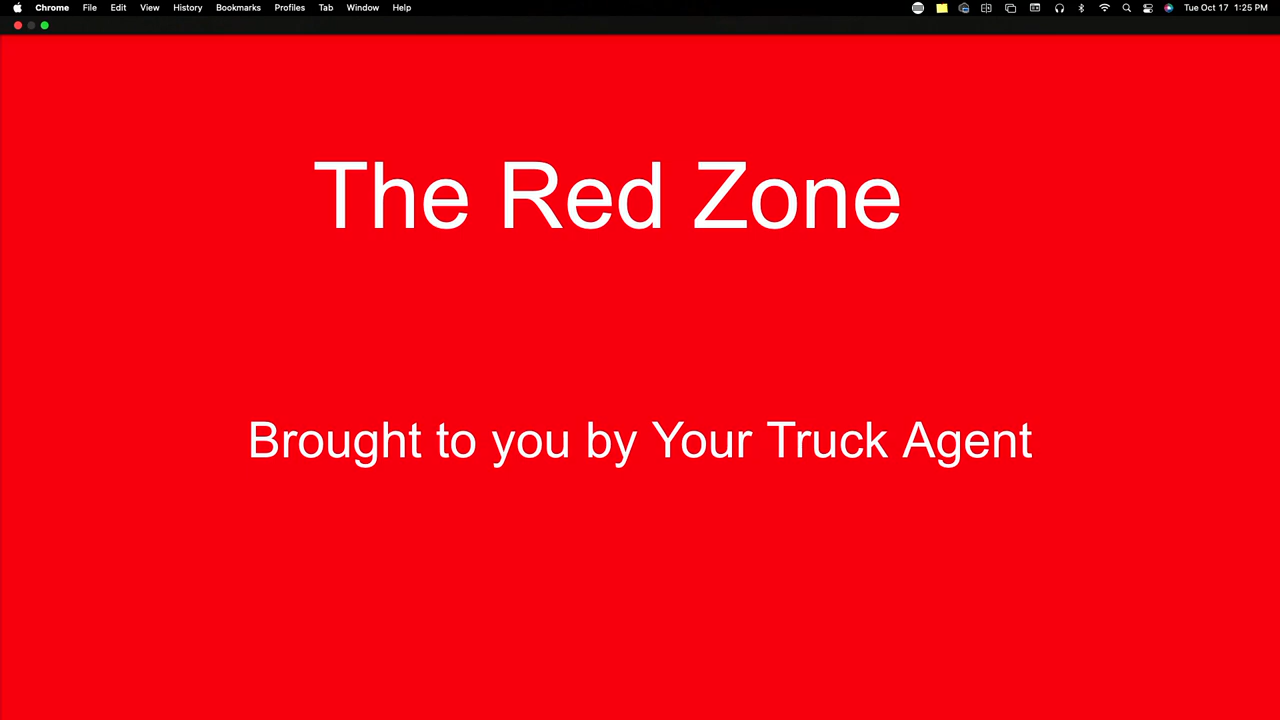 Chrome File Edit View History Bookmarks Profiles Tab Window Help Tue Oct 17 1:25 PM
The Red Zone
Brought to you by Your Truck Agent